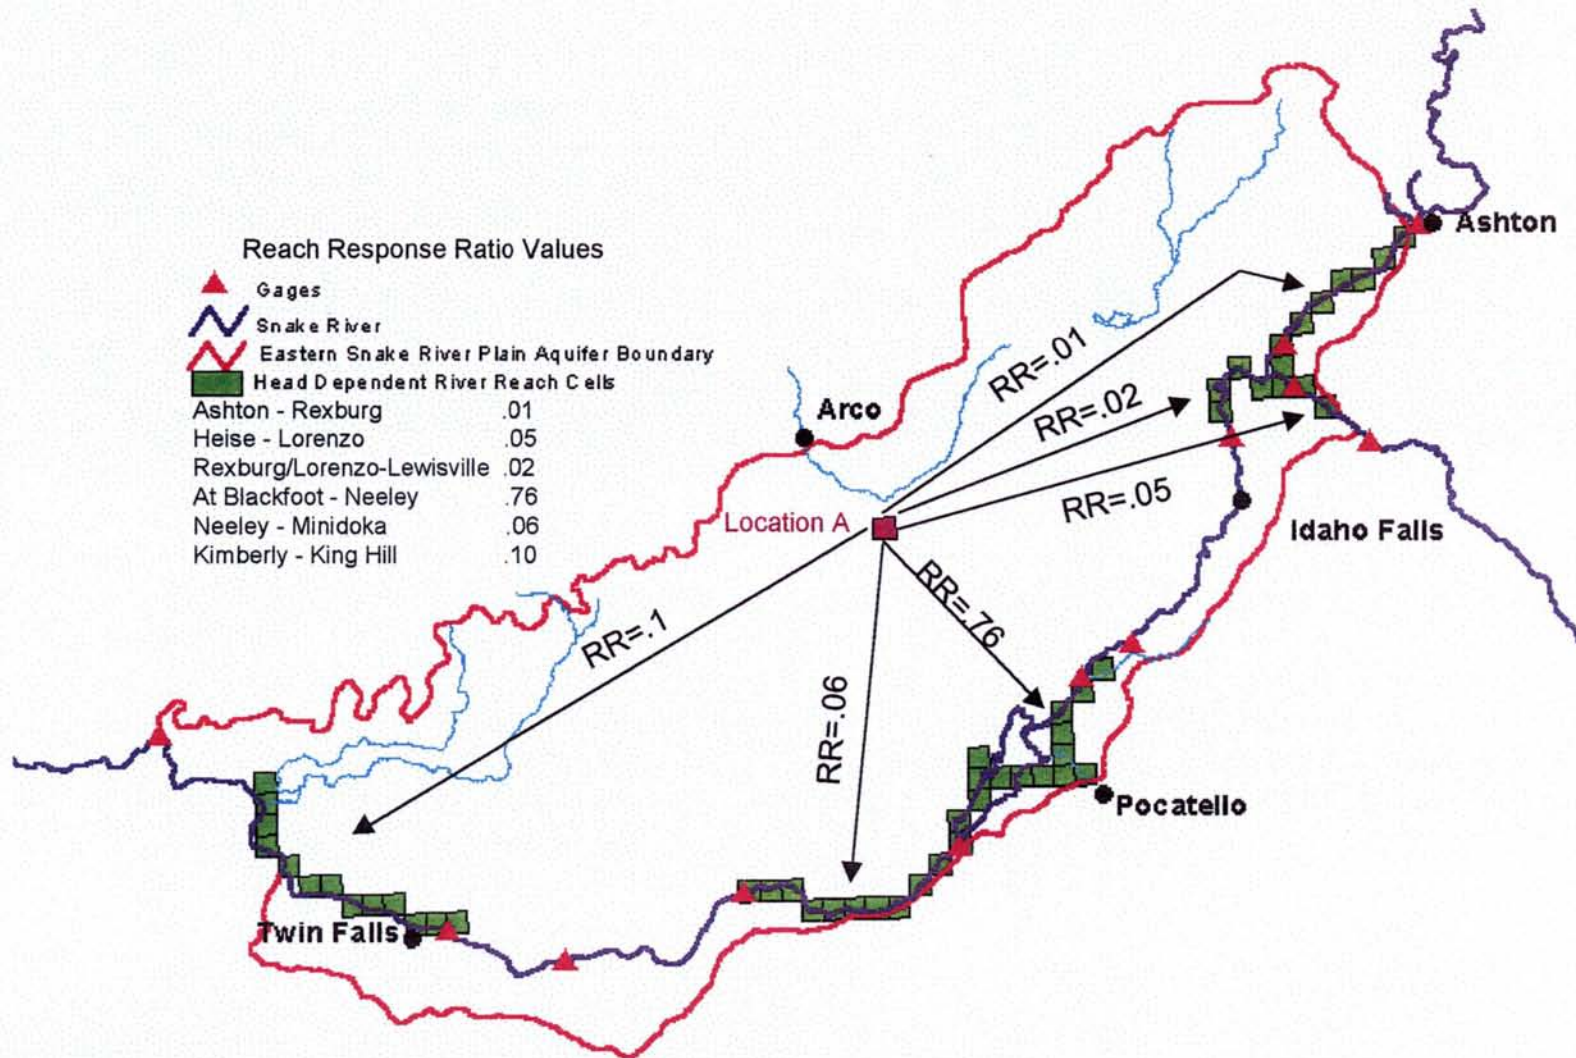 Reach Response Ratio Values
Gages
Snake River
Eastern Snake River Plain Aquifer Boundary
Head Dependent River Reach Cells
Ashton - Rexburg .01
Heise - Lorenzo .05
Rexburg/Lorenzo-Lewisville .02
At Blackfoot - Neeley .76
Neeley - Minidoka .06
Kimberly - King Hill .10
Ashton
Arco
RR=.01
RR=.02
RR=.05
Location A
Idaho Falls
RR=.76
RR=.1
RR=.06
Pocatello
Twin Falls